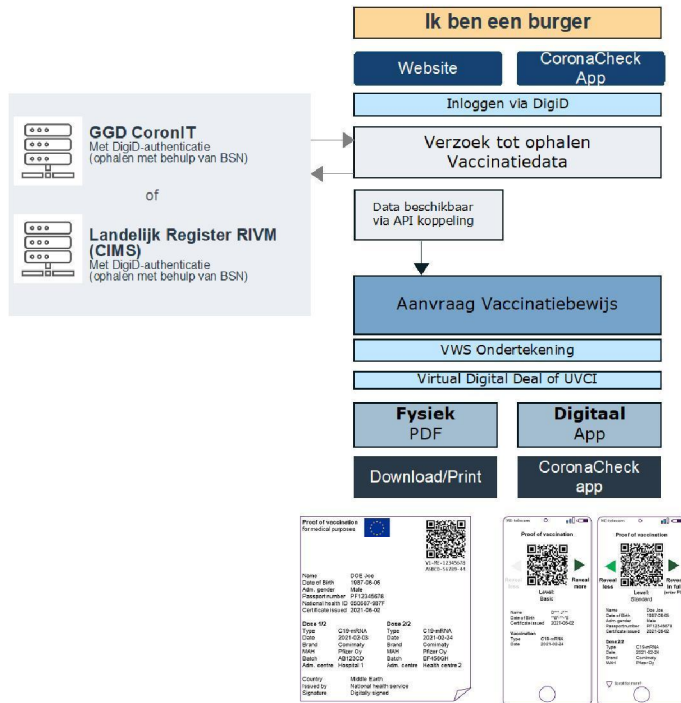 Ik ben een burger
Website
CoronaCheck
App
Inloggen via DigiD
GGD CoronIT
Met DigiD-authenticatie
(ophalen met behulp van BSN)
of
Landelijk Register RIVM
(CIMS)
Met DigiD-authenticatie
(ophalen met behulp van BSN)
Verzoek tot ophalen
Vaccinatiedata
Data beschikbaar
via API koppeling
Aanvraag Vaccinatiebewijs
VWS Ondertekening
Virtual Digital Deal of UVCI
Fysiek
PDF
Digitaal
App
Download/Print
CoronaCheck
app
Proof of vaccination
for medical purposes
Name DOE Joe
Date of Birth 1987-06-05
Adm. gender Male
Passport number PF12345678
Certificate issued 2021-06-02
Dose 1/2 Dose 2/2
Type C19-mRNA Type C19-mRNA
Date Date 2021-03-24
Brand Comirnaty Brand Comirnaty
MAH Pfizer Oy MAH Pfizer Oy
Batch AB123CD Batch
Adm. centre Hospital 1 Adm. centre Health centre 2
Country Middle Earth
Issued by National health service
Signature Digitally signed
Proof of vaccination
Reveal
less
Reveal
more
Level:
Basic
Name
Date of Birth
Certificate issued 2021-06-02
Vaccination
Type C19-mRNA
Date 2021-03-24
Proof of vaccination
Reveal
less
Reveal
in full
Level:
Standard
Name Doe Joe
Date of Birth
Adm. gender Male
Passport number PF12345678
Certificate issued
Dose 2/2
Type C19-mRNA
Date
Brand Comirnaty
MAH Pfizer Oy